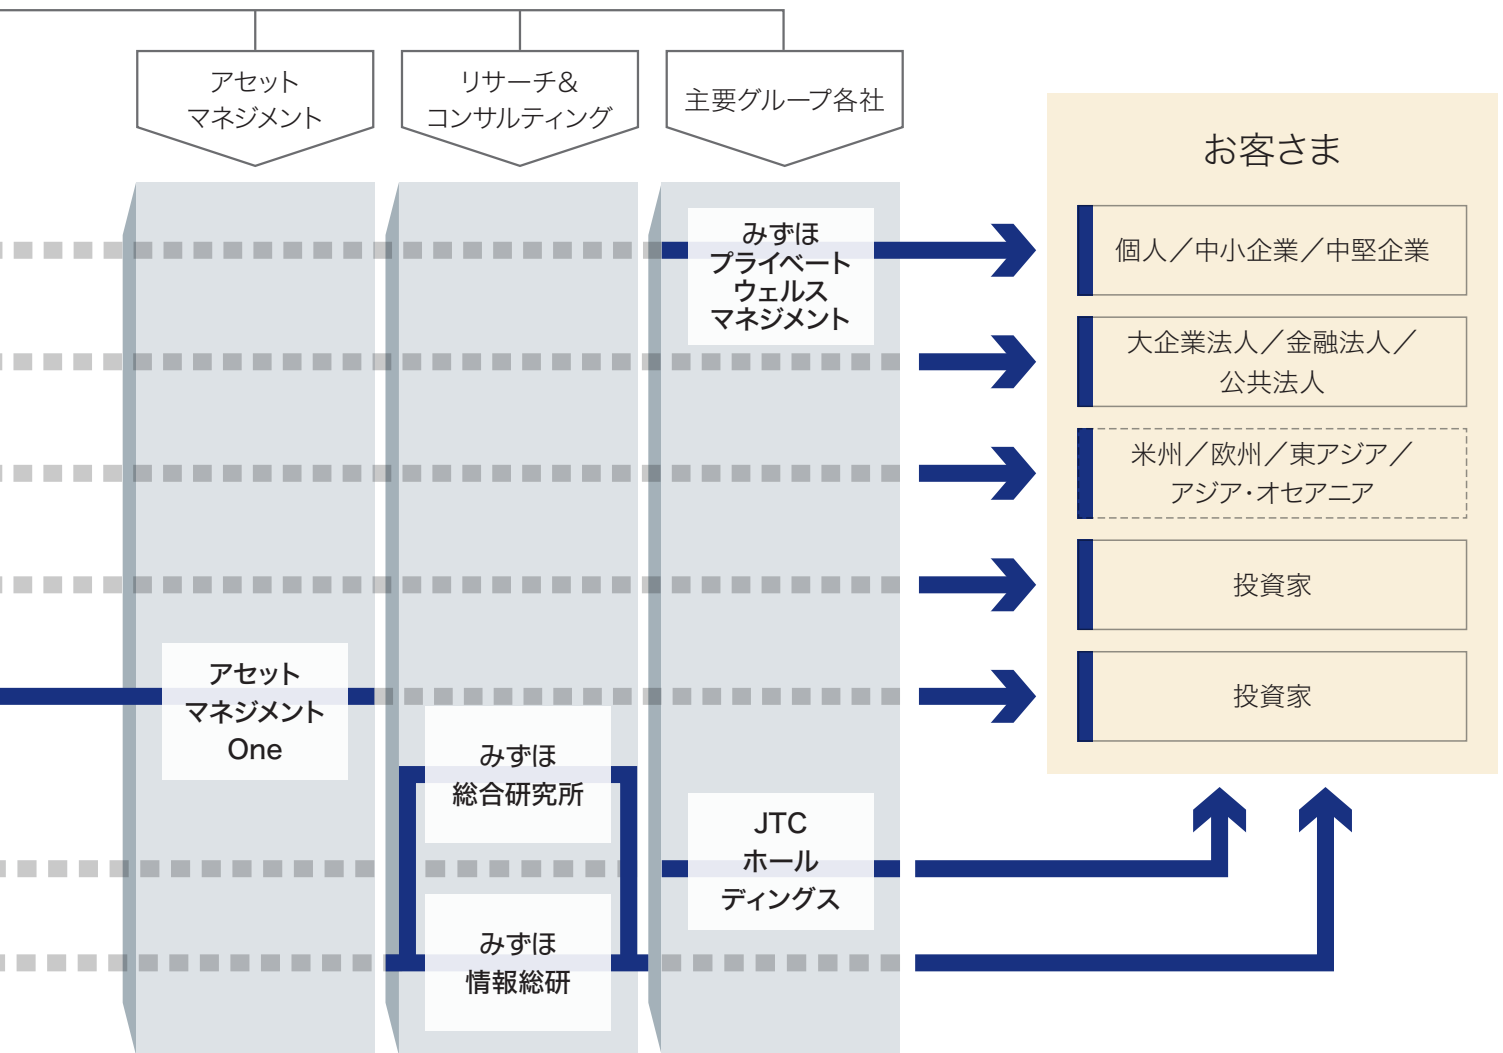 アセット
マネジメント
リサーチ&
コンサルティング
主要グループ各社
お客さま
個人／中小企業／中堅企業
大企業法人／金融法人／
公共法人
米州／欧州／東アジア／
アジア・オセアニア
投資家
投資家
みずほ
プライベート
ウェルス
マネジメント
アセット
マネジメント
One
みずほ
総合研究所
みずほ
情報総研
JTC
ホール
ディングス